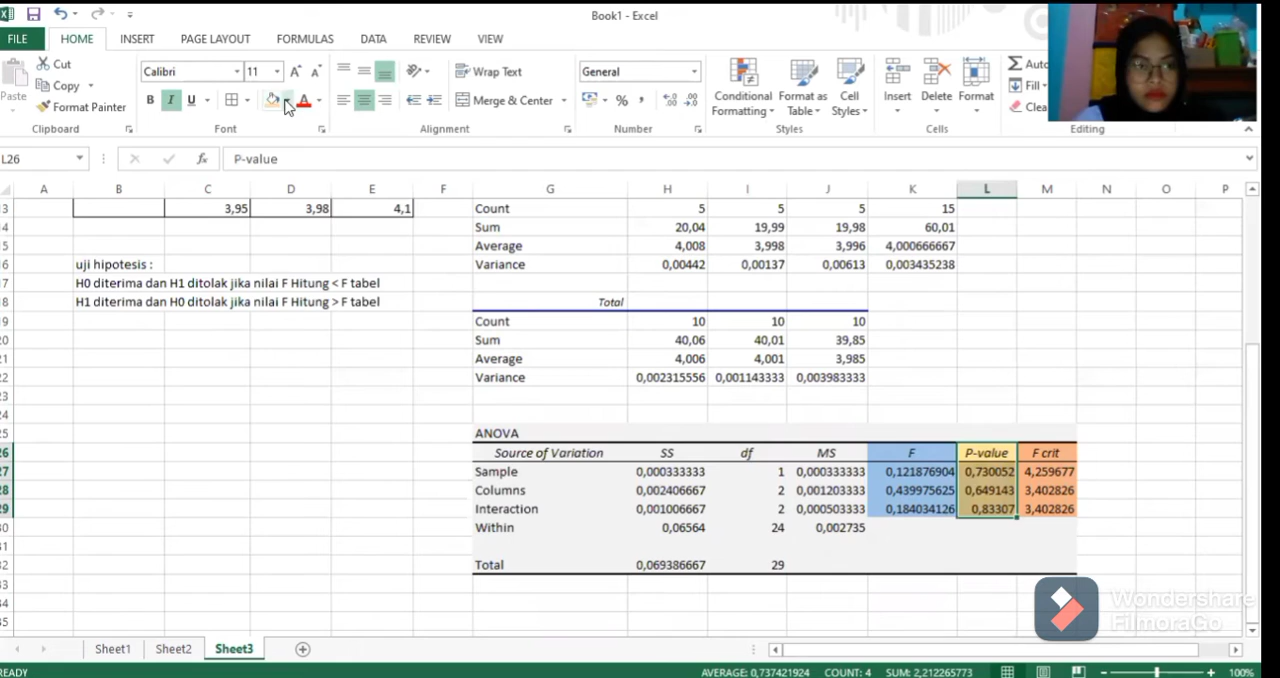 Book1 - Excel
FILE HOME INSERT PAGE LAYOUT FORMULAS DATA REVIEW VIEW
Cut
Copy
Format Painter
Paste
Calibri 11
B I U
Wrap Text
Merge & Center
General
Conditional Formatting
Format as Table
Cell Styles
Insert Delete Format
Fill
Clipboard Font Alignment Number Styles Cells Editing
L26 fx P-value
A B C D E F G H I J K L M N O P
3,95 3,98 4,1 Count 5 5 5 15
Sum 20,04 19,99 19,98 60,01
Average 4,008 3,998 3,996 4,000666667
uji hipotesis : Variance 0,00442 0,00137 0,00613 0,003435238
H0 diterima dan H1 ditolak jika nilai F Hitung < F tabel
H1 diterima dan H0 ditolak jika nilai F Hitung > F tabel Total
Count 10 10 10
Sum 40,06 40,01 39,85
Average 4,006 4,001 3,985
Variance 0,002315556 0,001143333 0,003983333
ANOVA
Source of Variation SS df MS F P-value F crit
Sample 0,000333333 1 0,000333333 0,121876904 0,730052 4,259677
Columns 0,002406667 2 0,001203333 0,439975625 0,649143 3,402826
Interaction 0,001006667 2 0,000503333 0,184034126 0,83307 3,402826
Within 0,06564 24 0,002735
Total 0,069386667 29
Wondershare
FilmoraGo
Sheet1 Sheet2 Sheet3
READY AVERAGE: 0,737421924 COUNT: 4 SUM: 2,212265773 100%